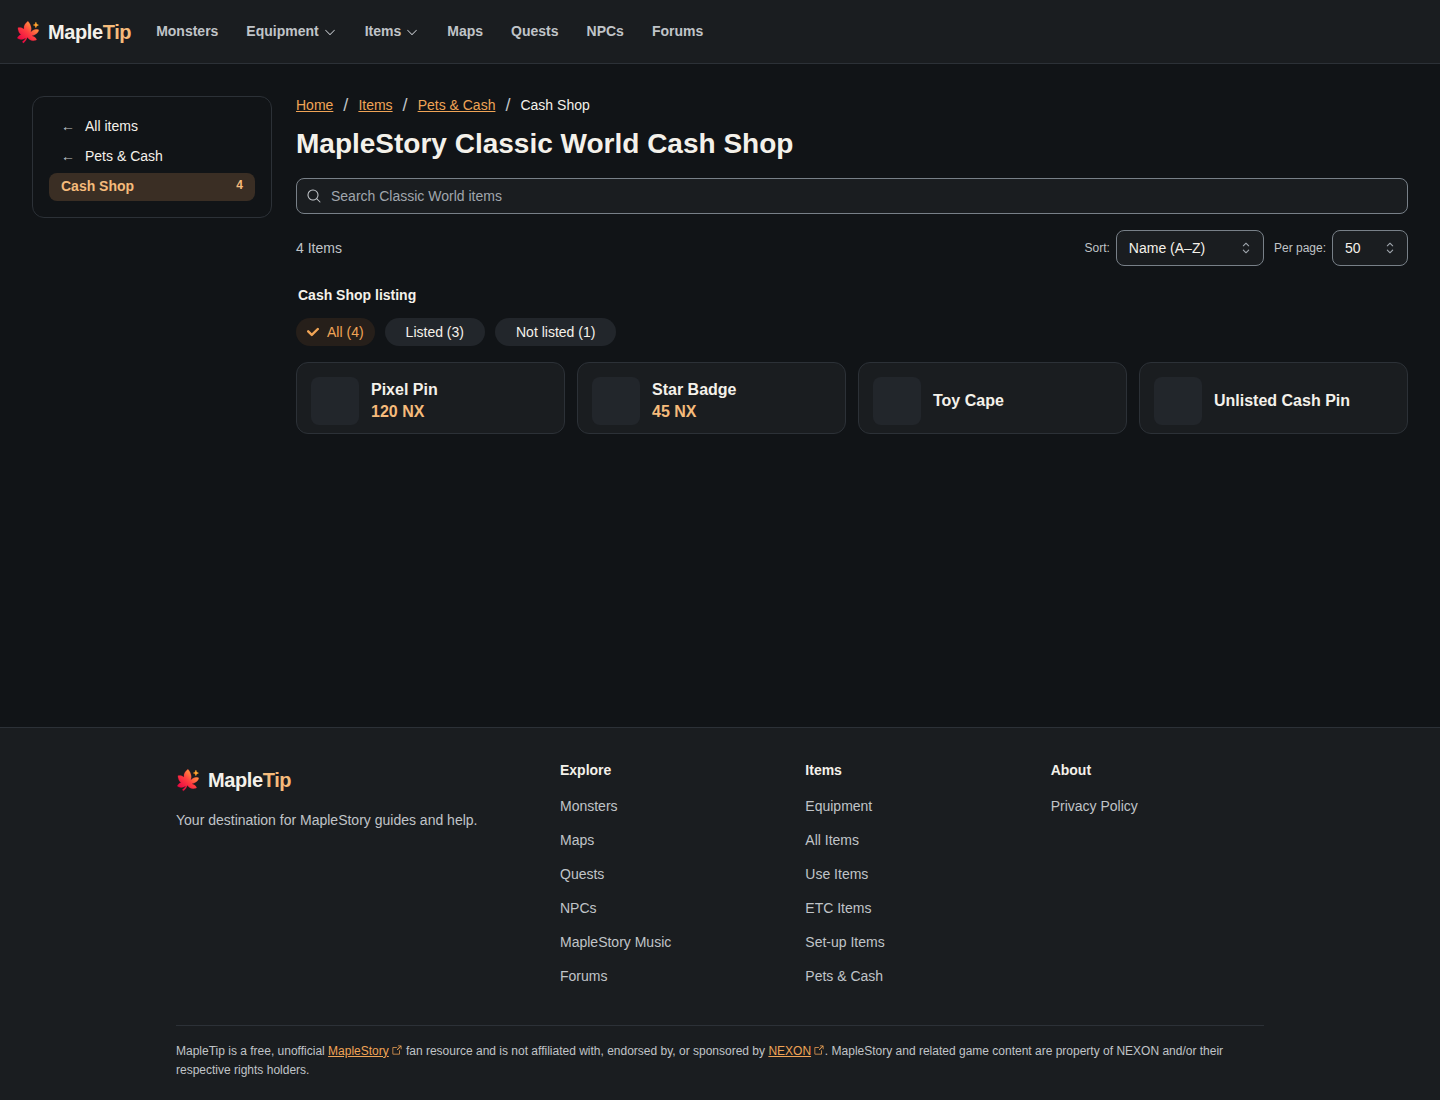 MapleTip Monsters Equipment Items Maps Quests NPCs Forums
← All items
← Pets & Cash
Cash Shop 4
Home / Items / Pets & Cash / Cash Shop
MapleStory Classic World Cash Shop
Search Classic World items
4 Items Sort: Name (A–Z) Per page: 50
Cash Shop listing
All (4) Listed (3) Not listed (1)
Pixel Pin
120 NX
Star Badge
45 NX
Toy Cape
Unlisted Cash Pin
MapleTip
Your destination for MapleStory guides and help.
Explore
Monsters
Maps
Quests
NPCs
MapleStory Music
Forums
Items
Equipment
All Items
Use Items
ETC Items
Set-up Items
Pets & Cash
About
Privacy Policy
MapleTip is a free, unofficial MapleStory fan resource and is not affiliated with, endorsed by, or sponsored by NEXON. MapleStory and related game content are property of NEXON and/or their
respective rights holders.